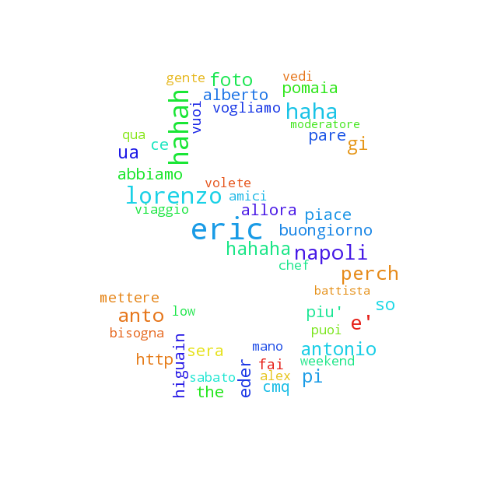 gente foto vedi
pomaia
alberto
vogliamo
vuoi
haha
hahah
moderatore
qua
ce
pare
gi
ua
abbiamo
volete
lorenzo
amici
viaggio
allora
piace
eric
buongiorno
hahaha
napoli
chef
perch
battista
mettere
anto
low
piu'
so
e'
bisogna
puoi
higuain
sera
mano
antonio
http
fai
weekend
sabato
eder
alex
pi
the
cmq